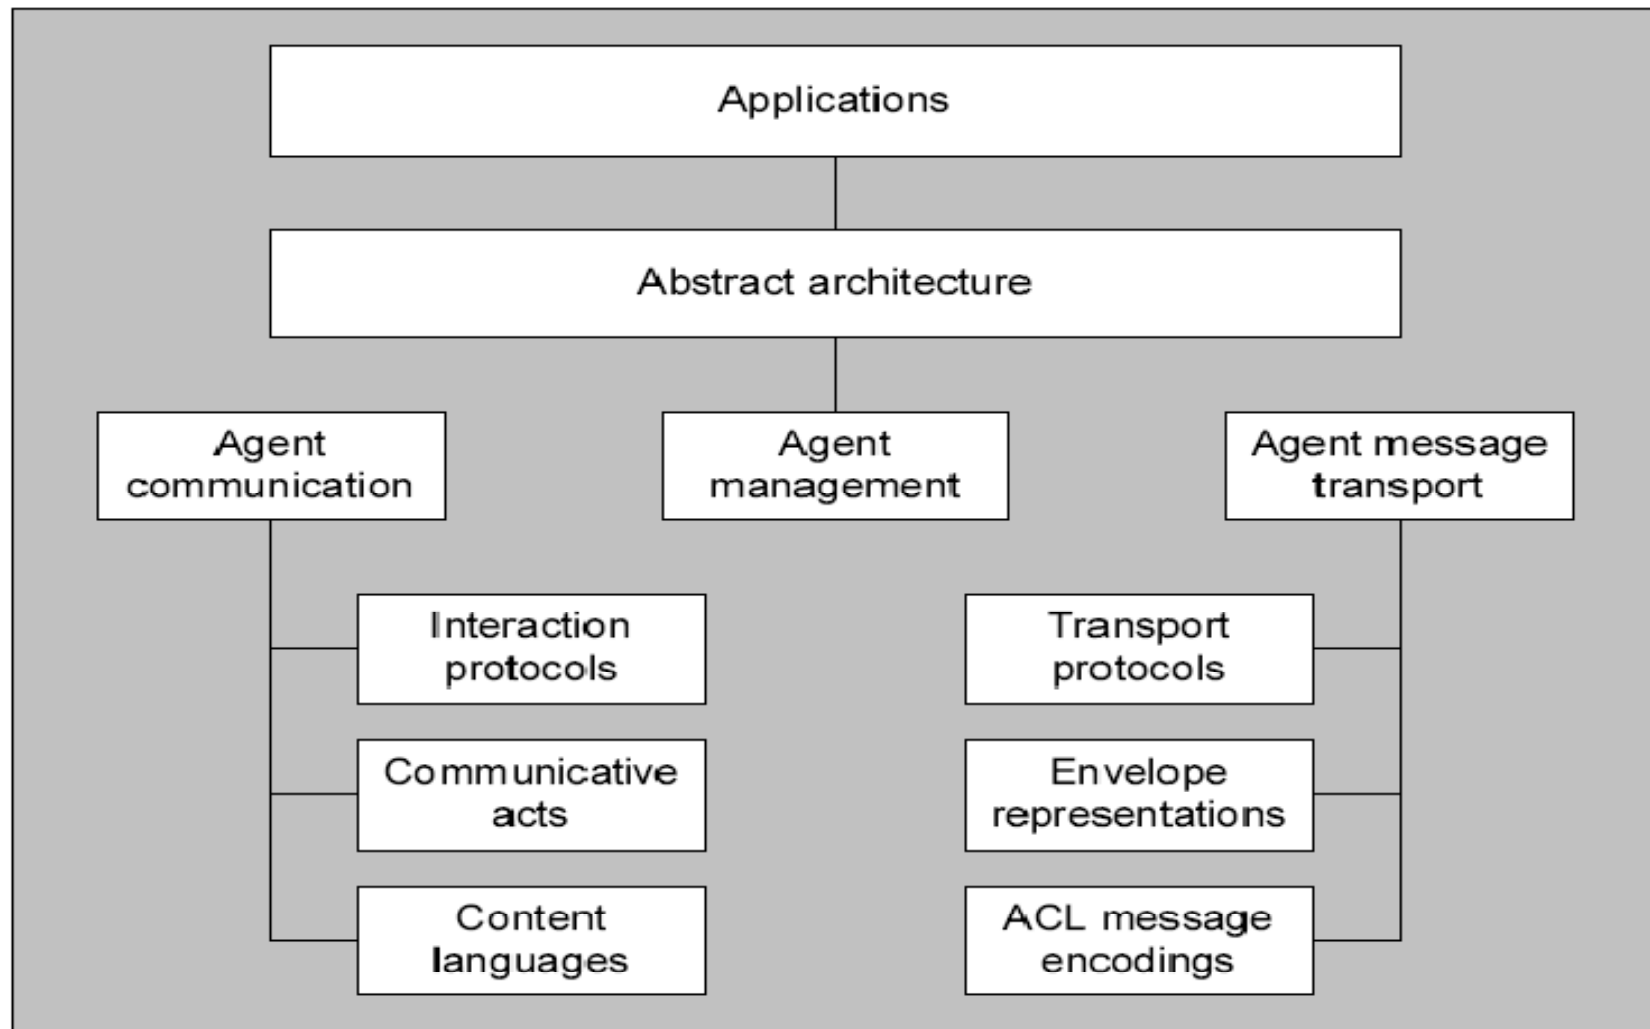 Applications
Abstract architecture
Agent
communication
Agent
management
Agent message
transport
Interaction
protocols
Communicative
acts
Content
languages
Transport
protocols
Envelope
representations
ACL message
encodings